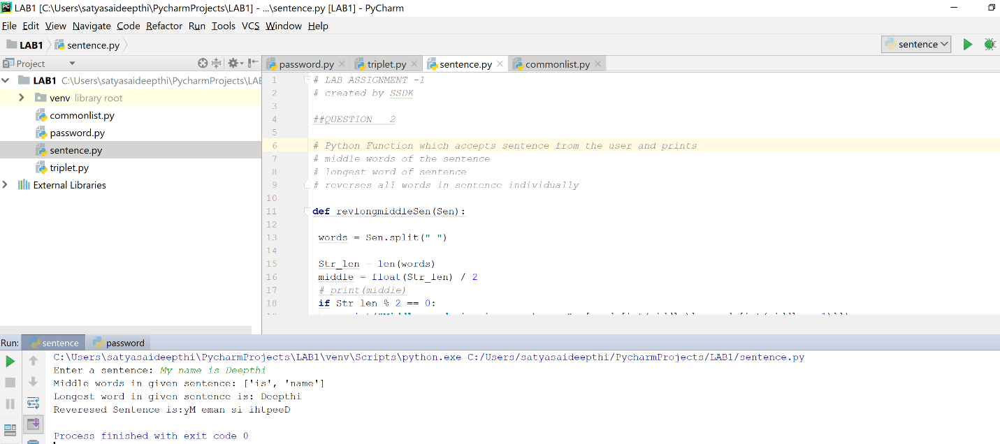 LAB1 [C:\Users\satyasaideepthi\PycharmProjects\LAB1] - ...\sentence.py [LAB1] - PyCharm
File Edit View Navigate Code Refactor Run Tools VCS Window Help
LAB1 sentence.py sentence
Project
password.py triplet.py sentence.py commonlist.py
LAB1 C:\Users\satyasaideepthi\PycharmProjects\LAB
venv library root
commonlist.py
password.py
sentence.py
triplet.py
External Libraries
1 # LAB ASSIGNMENT -1
2 # created by SSDK
3
4 ##QUESTION 2
5
6 # Python Function which accepts sentence from the user and prints
7 # middle words of the sentence
8 # longest word of sentence
9 # reverses all words in sentence individually
10
11 def revlongmiddleSen(Sen):
12
13 words = Sen.split(" ")
14
15 Str_len = len(words)
16 middle = float(Str_len) / 2
17 # print(middle)
18 if Str_len % 2 == 0:
Run: sentence password
C:\Users\satyasaideepthi\PycharmProjects\LAB1\venv\Scripts\python.exe C:/Users/satyasaideepthi/PycharmProjects/LAB1/sentence.py
Enter a sentence: My name is Deepthi
Middle words in given sentence: ['is', 'name']
Longest word in given sentence is: Deepthi
Reveresed Sentence is:yM eman si ihtpeeD
Process finished with exit code 0